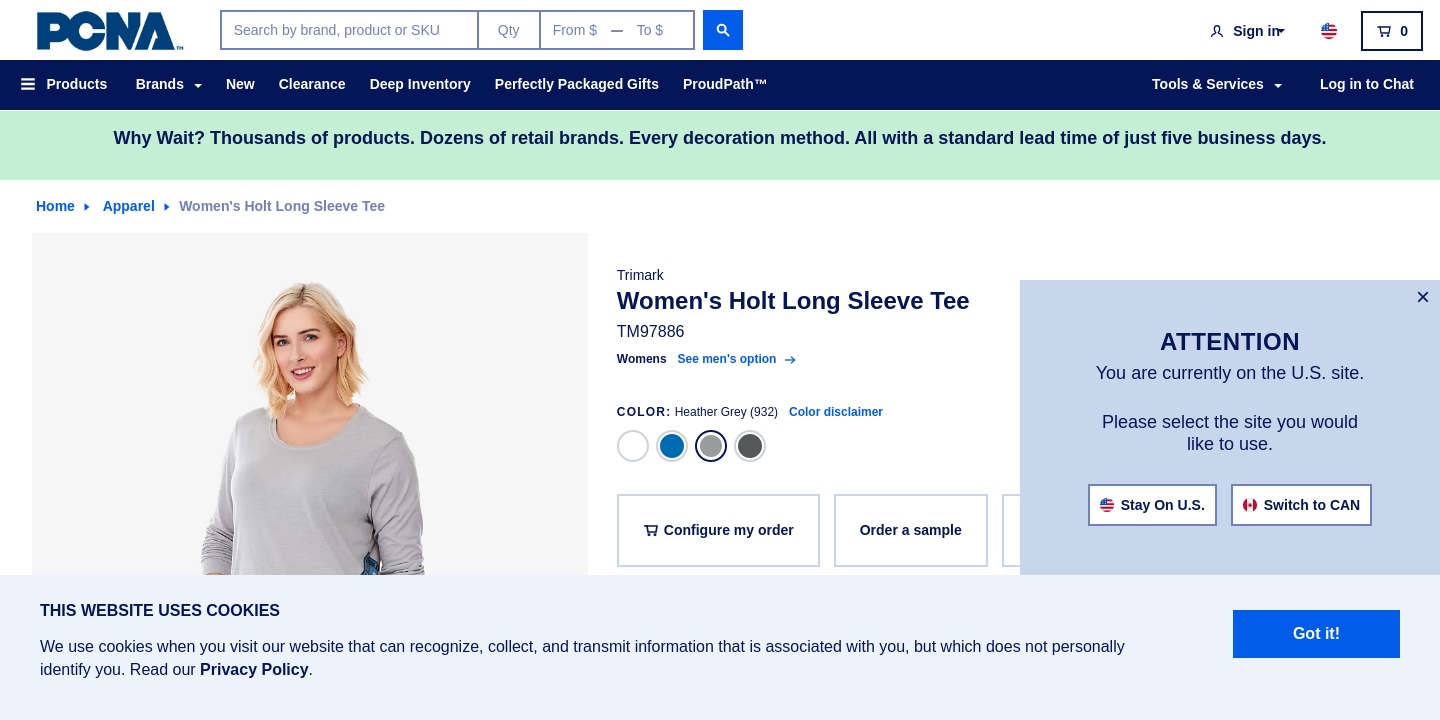 PCNA™
Search by brand, product or SKU
Qty
From $ — To $
Sign in
0
Products
Brands
New
Clearance
Deep Inventory
Perfectly Packaged Gifts
ProudPath™
Tools & Services
Log in to Chat
Why Wait? Thousands of products. Dozens of retail brands. Every decoration method. All with a standard lead time of just five business days.
Home
Apparel
Women's Holt Long Sleeve Tee
Trimark
Women's Holt Long Sleeve Tee
TM97886
Womens See men's option
COLOR: Heather Grey (932) Color disclaimer
Configure my order
Order a sample
ATTENTION
You are currently on the U.S. site.
Please select the site you would
like to use.
Stay On U.S.
Switch to CAN
THIS WEBSITE USES COOKIES
We use cookies when you visit our website that can recognize, collect, and transmit information that is associated with you, but which does not personally
identify you. Read our Privacy Policy.
Got it!